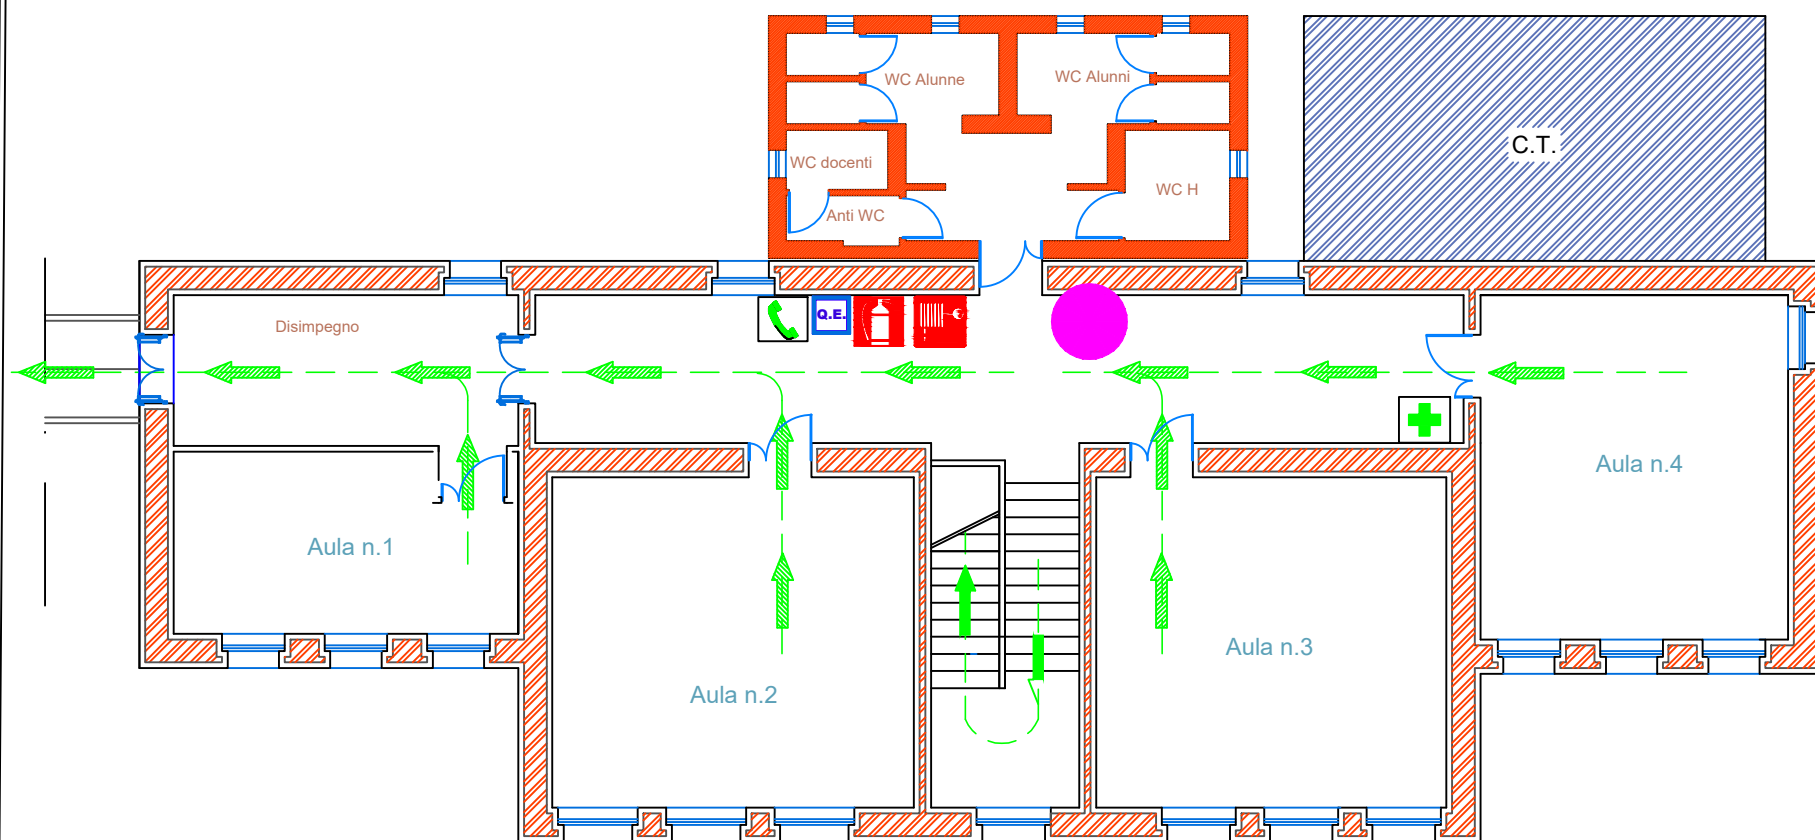 WC Alunne
WC Alunni
C.T.
WC docenti
WC H
Anti WC
Q.E.
Disimpegno
Aula n.4
Aula n.1
Aula n.3
Aula n.2